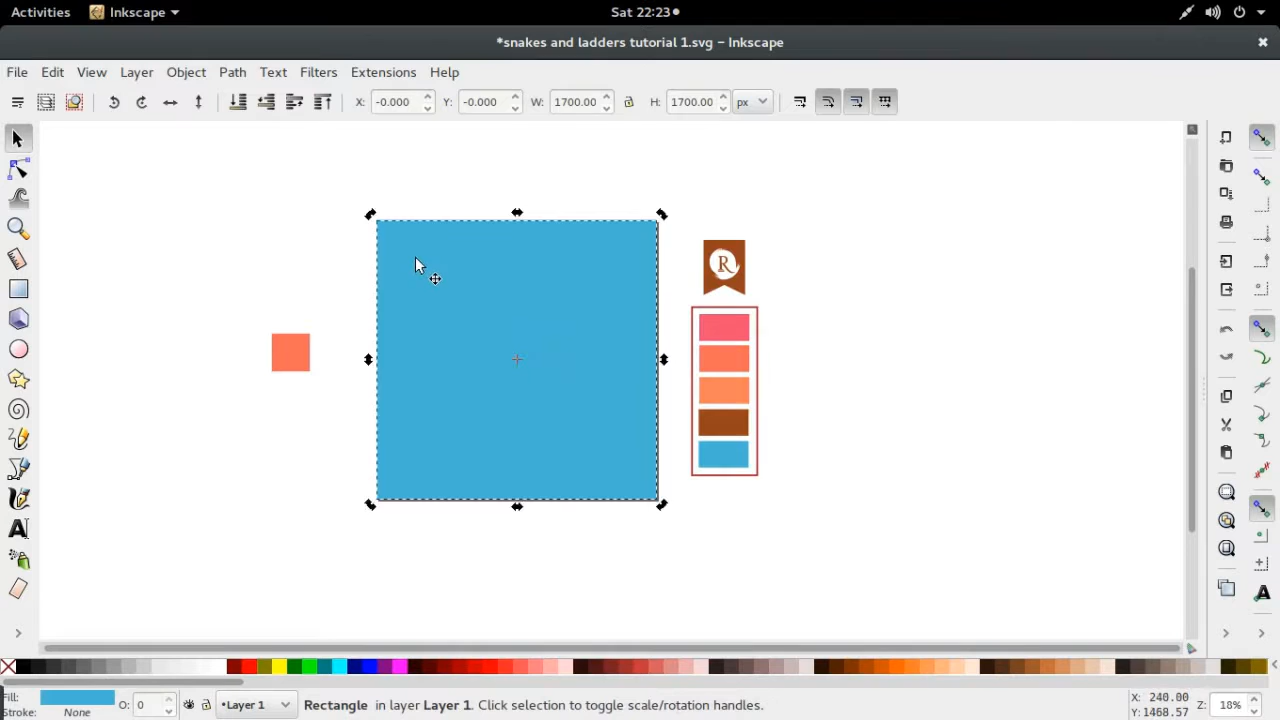 Activities Inkscape Sat 22:23
*snakes and ladders tutorial 1.svg – Inkscape
File Edit View Layer Object Path Text Filters Extensions Help
X: -0.000 Y: -0.000 W: 1700.00 H: 1700.00 px
R
A
A
Fill: O: 0 •Layer 1 Rectangle in layer Layer 1. Click selection to toggle scale/rotation handles. X: 240.00 Z: 18%
Stroke: None Y: 1468.57